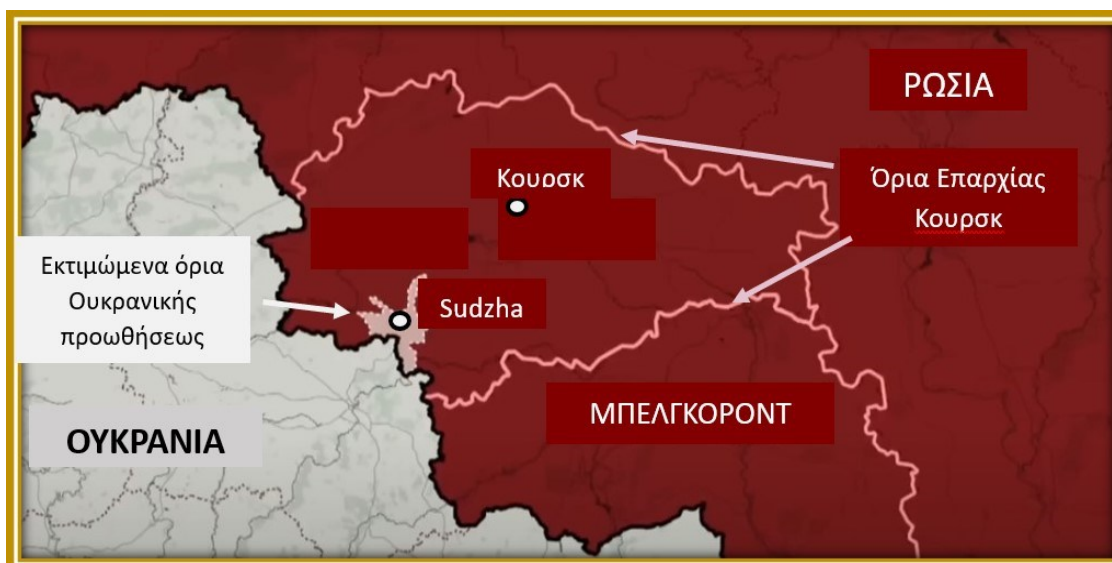 ΡΩΣΙΑ
Κουρσκ
Όρια Επαρχίας
Κουρσκ
Εκτιμώμενα όρια
Ουκρανικής
προωθήσεως
Sudzha
ΜΠΕΛΓΚΟΡΟΝΤ
ΟΥΚΡΑΝΙΑ